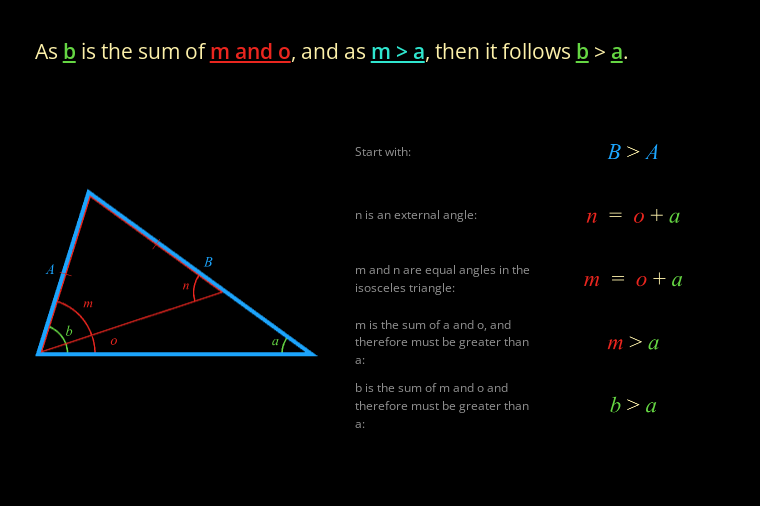 As b is the sum of m and o, and as m > a, then it follows b > a.
Start with:
B > A
n is an external angle:
n = o + a
m and n are equal angles in the
isosceles triangle:
m = o + a
m is the sum of a and o, and
therefore must be greater than
a:
m > a
b is the sum of m and o and
therefore must be greater than
a:
b > a
A
B
n
m
b
o
a